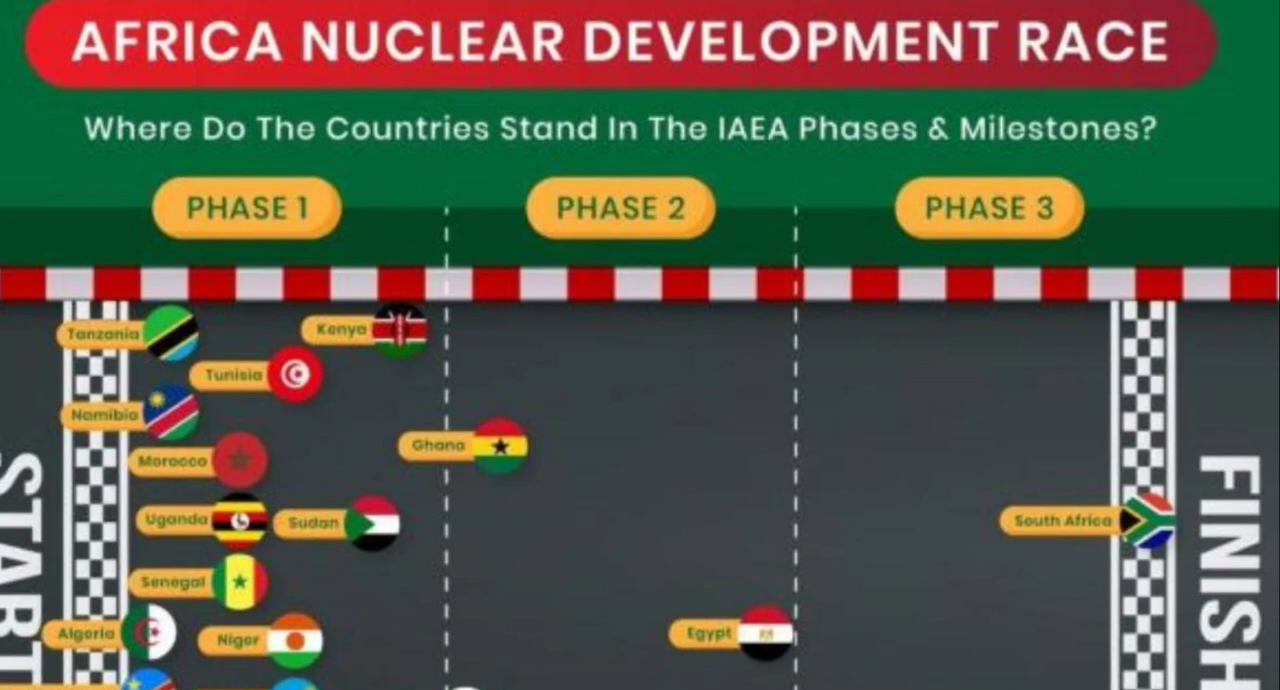 AFRICA NUCLEAR DEVELOPMENT RACE
Where Do The Countries Stand In The IAEA Phases & Milestones?
PHASE 1
PHASE 2
PHASE 3
Tanzania
Kenya
Tunisia
Namibia
Ghana
Morocco
Uganda
Sudan
South Africa
Senegal
Algeria
Niger
Egypt
START
FINISH